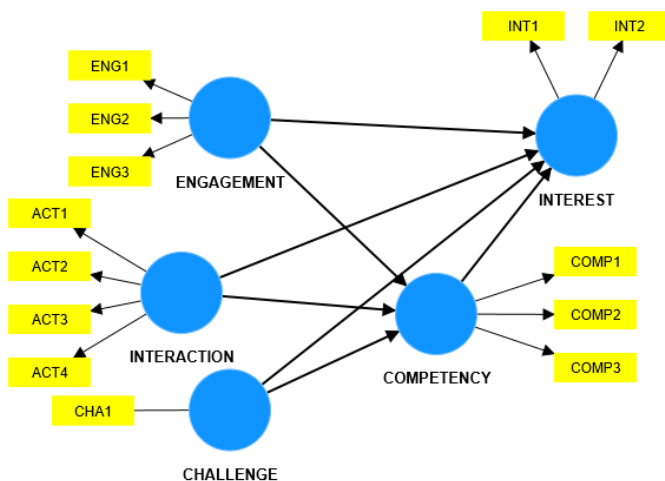 INT1
INT2
ENG1
ENG2
ENG3
ENGAGEMENT
INTEREST
ACT1
ACT2
ACT3
ACT4
INTERACTION
COMP1
COMP2
COMP3
COMPETENCY
CHA1
CHALLENGE